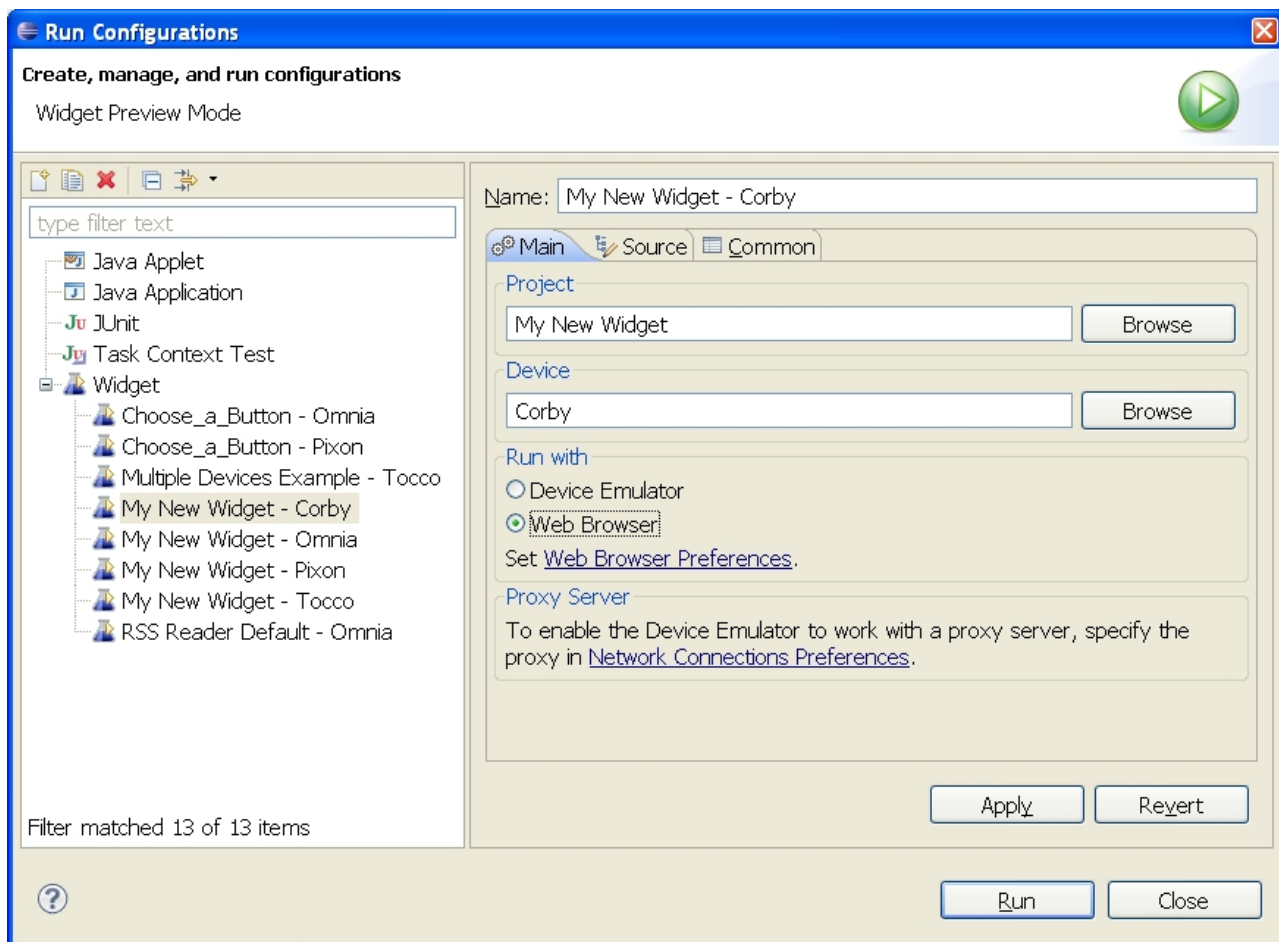 Run Configurations
Create, manage, and run configurations
Widget Preview Mode
type filter text
Java Applet
Java Application
Ju JUnit
Ju Task Context Test
Widget
Choose_a_Button - Omnia
Choose_a_Button - Pixon
Multiple Devices Example - Tocco
My New Widget - Corby
My New Widget - Omnia
My New Widget - Pixon
My New Widget - Tocco
RSS Reader Default - Omnia
Filter matched 13 of 13 items
Name: My New Widget - Corby
Main Source Common
Project
My New Widget Browse
Device
Corby Browse
Run with
Device Emulator
Web Browser
Set Web Browser Preferences.
Proxy Server
To enable the Device Emulator to work with a proxy server, specify the
proxy in Network Connections Preferences.
Apply Revert
? Run Close